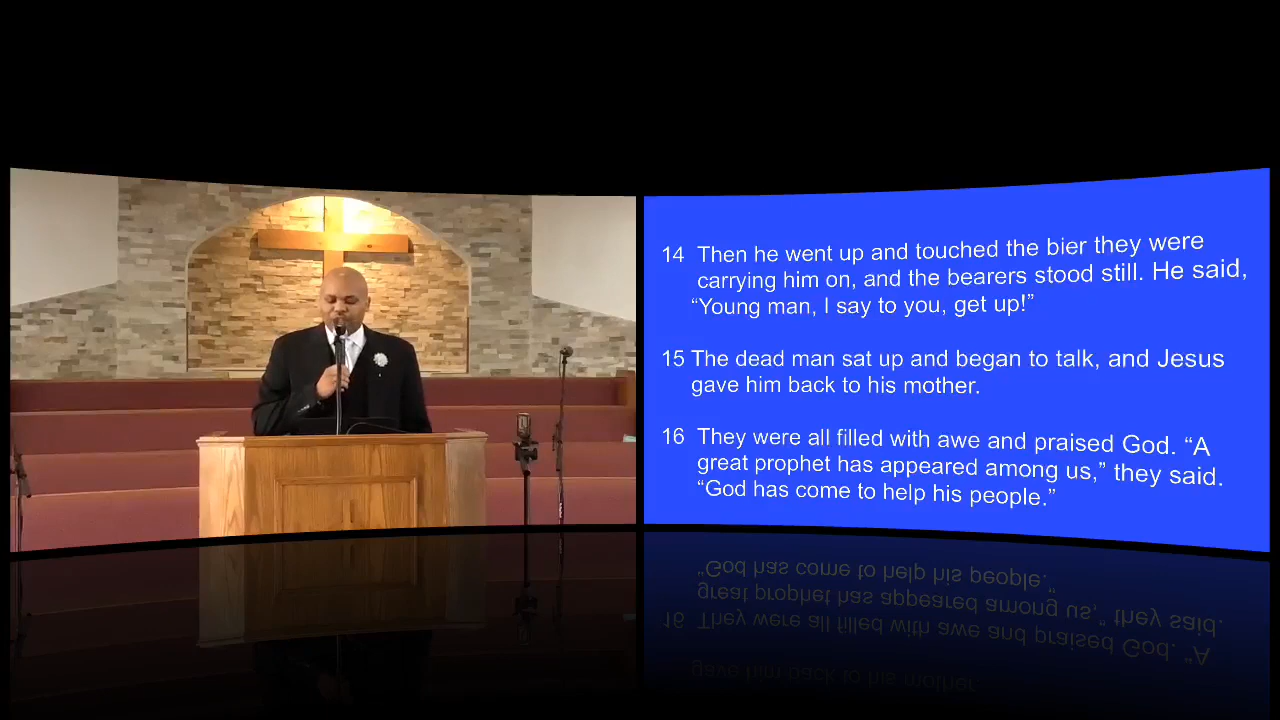 14 Then he went up and touched the bier they were
carrying him on, and the bearers stood still. He said,
“Young man, I say to you, get up!”
15 The dead man sat up and began to talk, and Jesus
gave him back to his mother.
16 They were all filled with awe and praised God. “A
great prophet has appeared among us,” they said.
“God has come to help his people.”